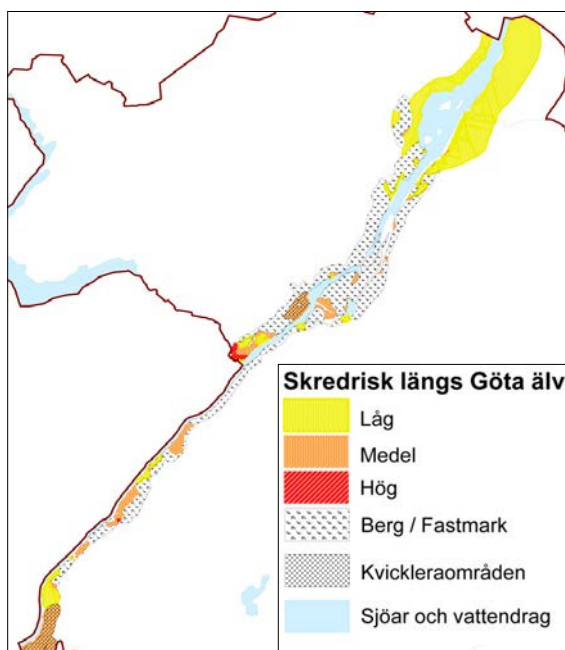 Skredrisk längs Göta älv
Låg
Medel
Hög
Berg / Fastmark
Kvickleraområden
Sjöar och vattendrag